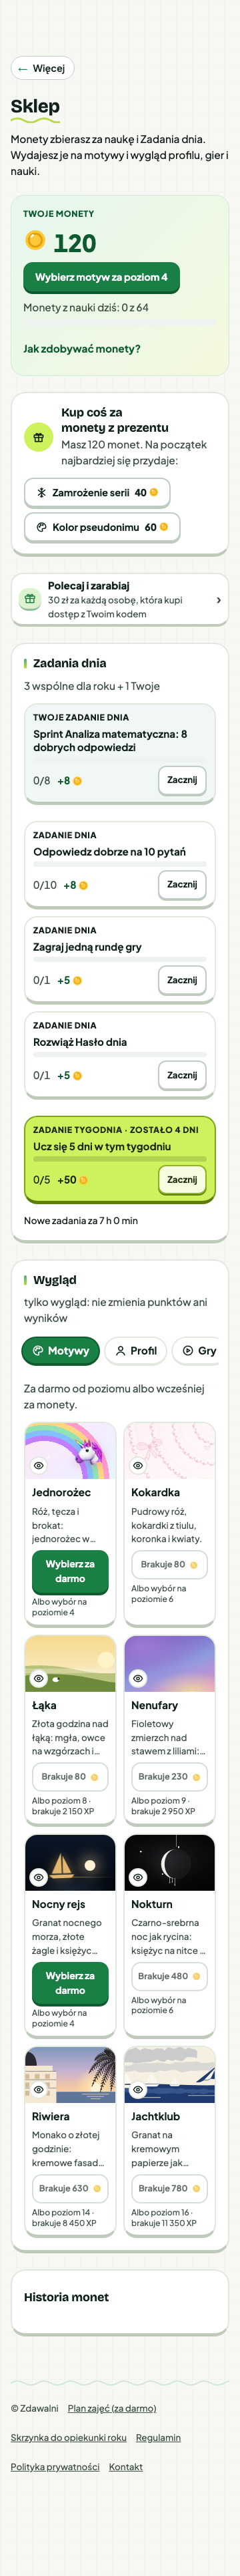 ← Więcej
Sklep
Monety zbierasz za naukę i Zadania dnia.
Wydajesz je na motywy i wygląd profilu, gier i
nauki.
TWOJE MONETY
120
Wybierz motyw za poziom 4
Monety z nauki dziś: 0 z 64
Jak zdobywać monety?
Kup coś za
monety z prezentu
Masz 120 monet. Na początek
najbardziej się przydaje:
Zamrożenie serii 40
Kolor pseudonimu 60
Polecaj i zarabiaj
30 zł za każdą osobę, która kupi
dostęp z Twoim kodem
Zadania dnia
3 wspólne dla roku + 1 Twoje
TWOJE ZADANIE DNIA
Sprint Analiza matematyczna: 8
dobrych odpowiedzi
0/8 +8 Zacznij
ZADANIE DNIA
Odpowiedz dobrze na 10 pytań
0/10 +8 Zacznij
ZADANIE DNIA
Zagraj jedną rundę gry
0/1 +5 Zacznij
ZADANIE DNIA
Rozwiąż Hasło dnia
0/1 +5 Zacznij
ZADANIE TYGODNIA · ZOSTAŁO 4 DNI
Ucz się 5 dni w tym tygodniu
0/5 +50 Zacznij
Nowe zadania za 7 h 0 min
Wygląd
tylko wygląd: nie zmienia punktów ani
wyników
Motywy Profil Gry
Za darmo od poziomu albo wcześniej
za monety.
Jednorożec
Róż, tęcza i
brokat:
jednorożec w...
Wybierz za
darmo
Albo wybór na
poziomie 4
Kokardka
Pudrowy róż,
kokardki z tiulu,
koronka i kwiaty.
Brakuje 80
Albo wybór na
poziomie 6
Łąka
Złota godzina nad
łąką: mgła, owce
na wzgórzach i...
Brakuje 80
Albo poziom 8 ·
brakuje 2 150 XP
Nenufary
Fioletowy
zmierzch nad
stawem z liliami:...
Brakuje 230
Albo poziom 9 ·
brakuje 2 950 XP
Nocny rejs
Granat nocnego
morza, złote
żagle i księżyc...
Wybierz za
darmo
Albo wybór na
poziomie 4
Nokturn
Czarno-srebrna
noc jak rycina:
księżyc na nitce ...
Brakuje 480
Albo wybór na
poziomie 6
Riwiera
Monako o złotej
godzinie:
kremowe fasad...
Brakuje 630
Albo poziom 14 ·
brakuje 8 450 XP
Jachtklub
Granat na
kremowym
papierze jak...
Brakuje 780
Albo poziom 16 ·
brakuje 11 350 XP
Historia monet
© Zdawalni Plan zajęć (za darmo)
Skrzynka do opiekunki roku Regulamin
Polityka prywatności Kontakt